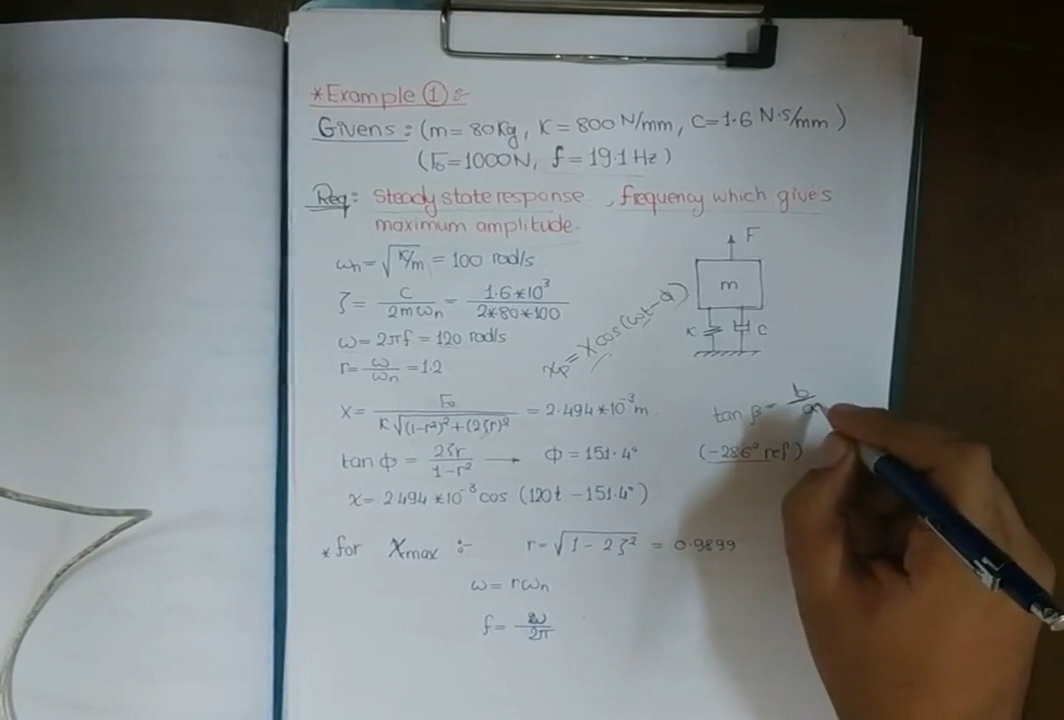 *Example ① :-
Givens: (m = 80 Kg, K = 800 N/mm, C = 1.6 N.S/mm)
(F₀ = 1000 N, f = 19.1 Hz)
Req: Steady state response, frequency which gives
maximum amplitude.
ωn = √K/m = 100 rad/s
ζ = C/2mωn = 1.6*10³/2*80*100
ω = 2πf = 120 rad/s
r = ω/ωn = 1.2
F
m
K
C
xp = X cos(ωt - ø)
X = F₀/K√(1-r²)²+(2ζr)² = 2.494*10⁻³ m.
tan β = b/a
tan Φ = 2ζr/1-r² → Φ = 151.4°
(-28.6° ref)
x = 2.494*10⁻³ cos (120t - 151.4°)
* for Xmax :- r = √1 - 2ζ² = 0.9899
ω = rωn
f = ω/2π